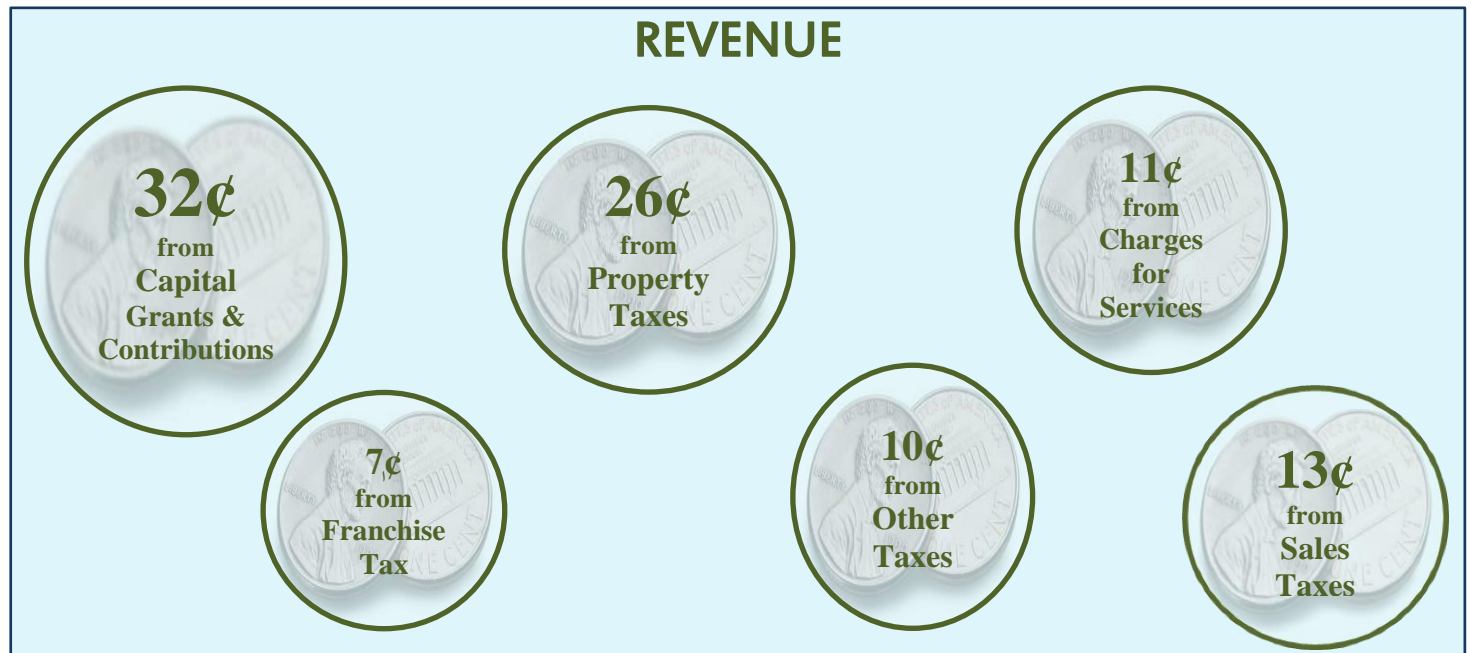 REVENUE
32¢
from
Capital
Grants &
Contributions
26¢
from
Property
Taxes
11¢
from
Charges
for
Services
7¢
from
Franchise
Tax
10¢
from
Other
Taxes
13¢
from
Sales
Taxes